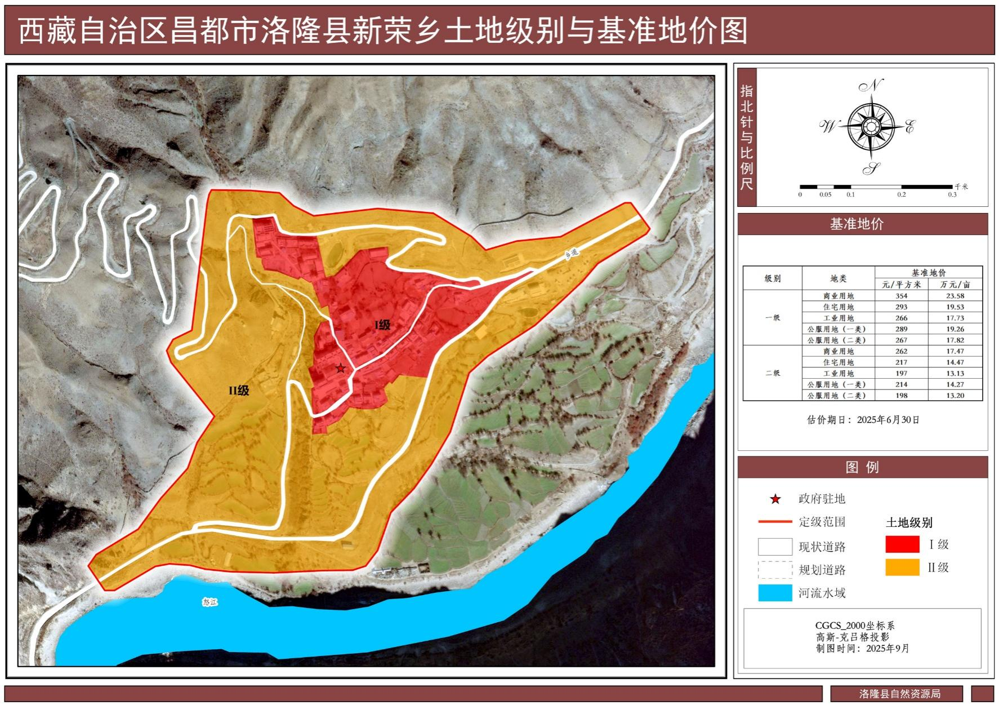 西藏自治区昌都市洛隆县新荣乡土地级别与基准地价图
乡道
I级
II级
怒江
指北针与比例尺
N
W
E
S
千米
0 0.05 0.1 0.2 0.3
基准地价
级别 地类 基准地价
元/平方米 万元/亩
一级
商业用地 354 23.58
住宅用地 293 19.53
工业用地 266 17.73
公服用地（一类） 289 19.26
公服用地（二类） 267 17.82
二级
商业用地 262 17.47
住宅用地 217 14.47
工业用地 197 13.13
公服用地（一类） 214 14.27
公服用地（二类） 198 13.20
估价期日：2025年6月30日
图 例
政府驻地
定级范围
现状道路
规划道路
河流水域
土地级别
I 级
II 级
CGCS_2000坐标系
高斯-克吕格投影
制图时间：2025年9月
洛隆县自然资源局